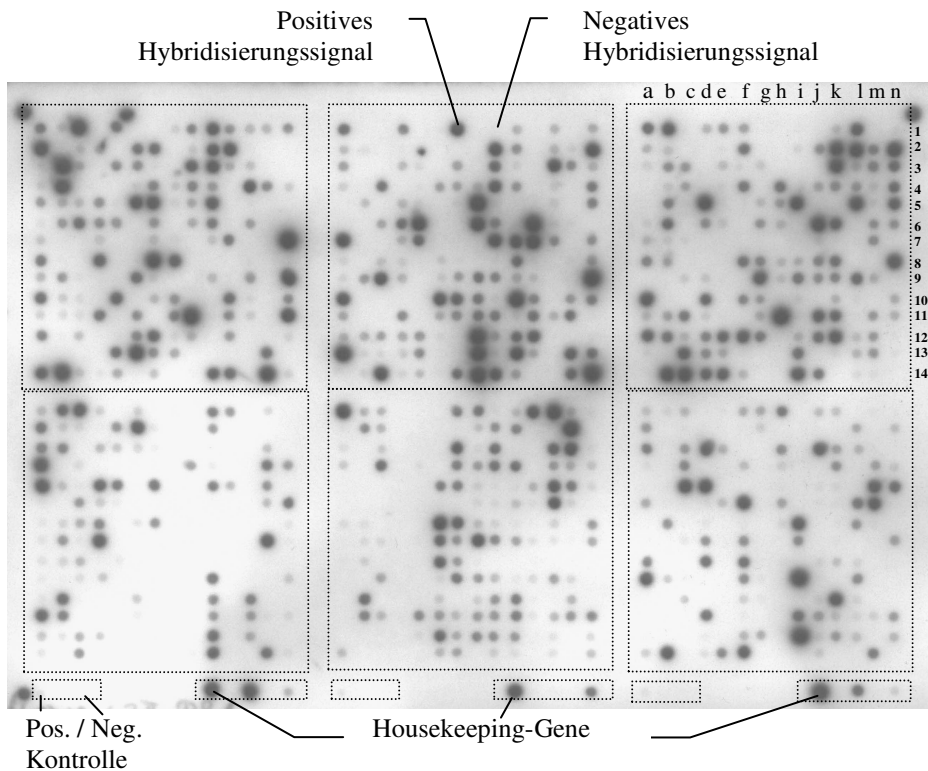 Positives
Hybridisierungssignal
Negatives
Hybridisierungssignal
a b c d e f g h i j k l m n
1
2
3
4
5
6
7
8
9
10
11
12
13
14
Pos. / Neg.
Kontrolle
Housekeeping-Gene